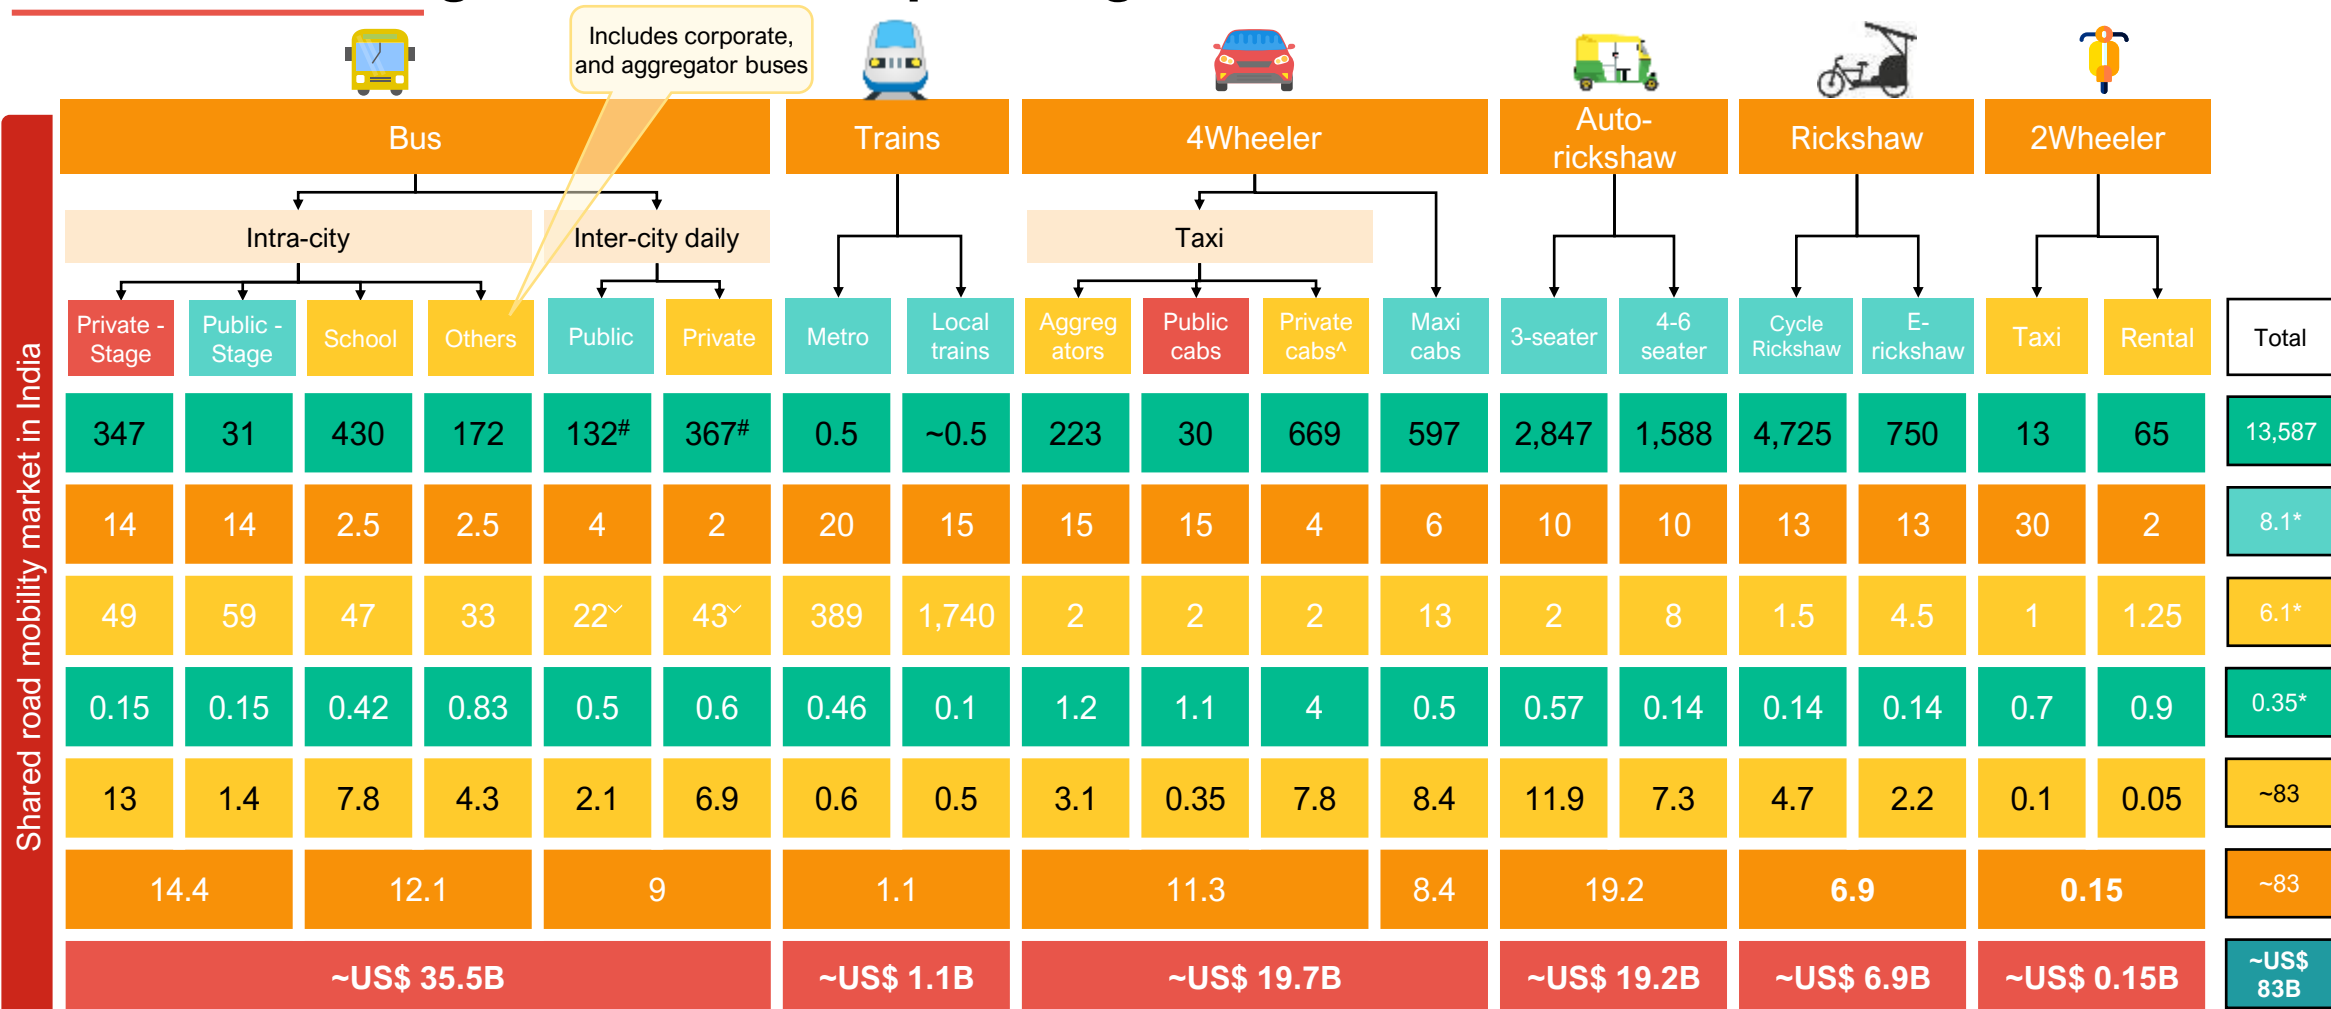 Includes corporate,
and aggregator buses
Bus
Trains
4Wheeler
Auto-
rickshaw
Rickshaw
2Wheeler
Intra-city
Inter-city daily
Taxi
Private -
Stage
Public -
Stage
School
Others
Public
Private
Metro
Local
trains
Aggreg
ators
Public
cabs
Private
cabs^
Maxi
cabs
3-seater
4-6
seater
Cycle
Rickshaw
E-
rickshaw
Taxi
Rental
Total
Shared road mobility market in India
347 31 430 172 132# 367# 0.5 ~0.5 223 30 669 597 2,847 1,588 4,725 750 13 65 13,587
14 14 2.5 2.5 4 2 20 15 15 15 4 6 10 10 13 13 30 2 8.1*
49 59 47 33 22˅ 43˅ 389 1,740 2 2 2 13 2 8 1.5 4.5 1 1.25 6.1*
0.15 0.15 0.42 0.83 0.5 0.6 0.46 0.1 1.2 1.1 4 0.5 0.57 0.14 0.14 0.14 0.7 0.9 0.35*
13 1.4 7.8 4.3 2.1 6.9 0.6 0.5 3.1 0.35 7.8 8.4 11.9 7.3 4.7 2.2 0.1 0.05 ~83
14.4 12.1 9 1.1 11.3 8.4 19.2 6.9 0.15 ~83
~US$ 35.5B ~US$ 1.1B ~US$ 19.7B ~US$ 19.2B ~US$ 6.9B ~US$ 0.15B ~US$
83B